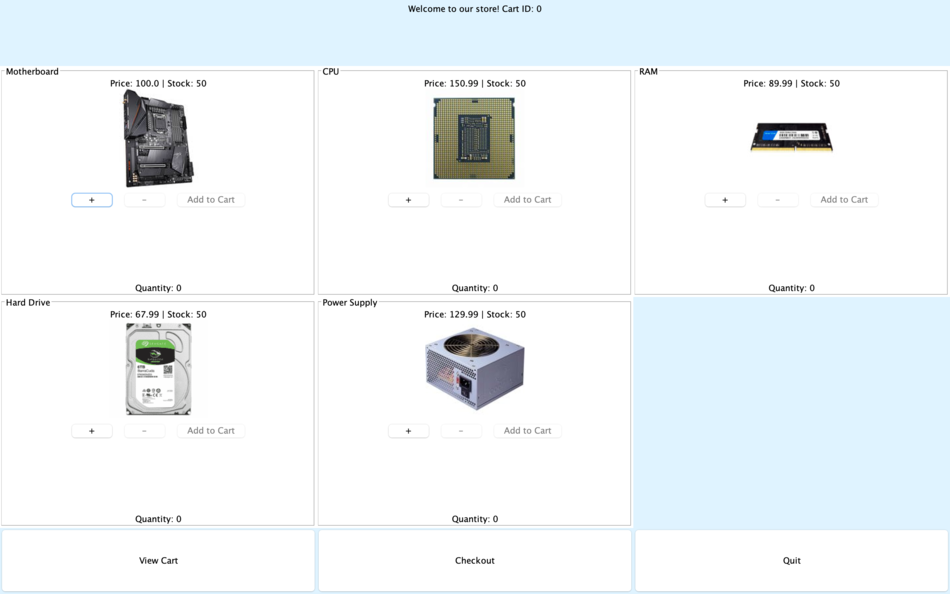 Welcome to our store! Cart ID: 0
Motherboard
Price: 100.0 | Stock: 50
+ - Add to Cart
Quantity: 0
CPU
Price: 150.99 | Stock: 50
+ - Add to Cart
Quantity: 0
RAM
Price: 89.99 | Stock: 50
+ - Add to Cart
Quantity: 0
Hard Drive
Price: 67.99 | Stock: 50
+ - Add to Cart
Quantity: 0
Power Supply
Price: 129.99 | Stock: 50
+ - Add to Cart
Quantity: 0
View Cart
Checkout
Quit